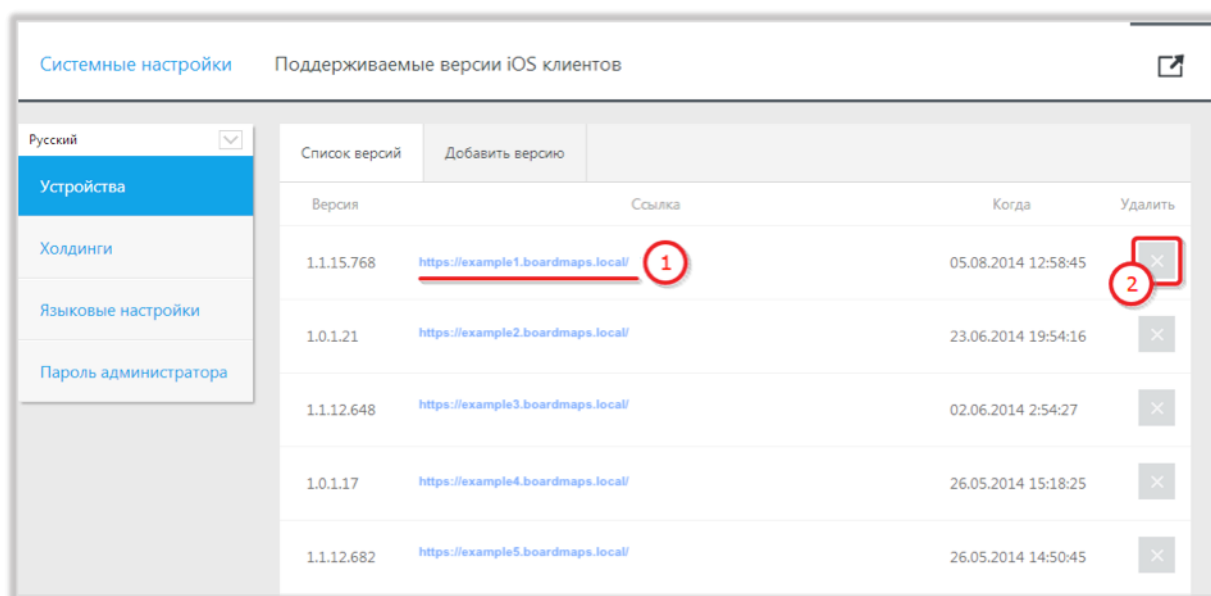 Системные настройки Поддерживаемые версии iOS клиентов
Русский
Устройства
Холдинги
Языковые настройки
Пароль администратора
Список версий Добавить версию
Версия Ссылка Когда Удалить
1.1.15.768 https://example1.boardmaps.local/ 1 05.08.2014 12:58:45 2
1.0.1.21 https://example2.boardmaps.local/ 23.06.2014 19:54:16
1.1.12.648 https://example3.boardmaps.local/ 02.06.2014 2:54:27
1.0.1.17 https://example4.boardmaps.local/ 26.05.2014 15:18:25
1.1.12.682 https://example5.boardmaps.local/ 26.05.2014 14:50:45